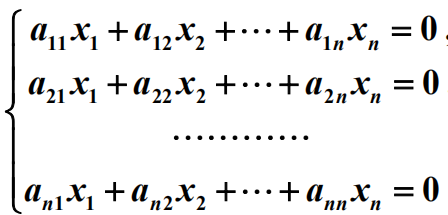 a₁₁x₁ + a₁₂x₂ + ⋯ + a₁ₙxₙ = 0,
a₂₁x₁ + a₂₂x₂ + ⋯ + a₂ₙxₙ = 0
⋯⋯⋯⋯
aₙ₁x₁ + aₙ₂x₂ + ⋯ + aₙₙxₙ = 0